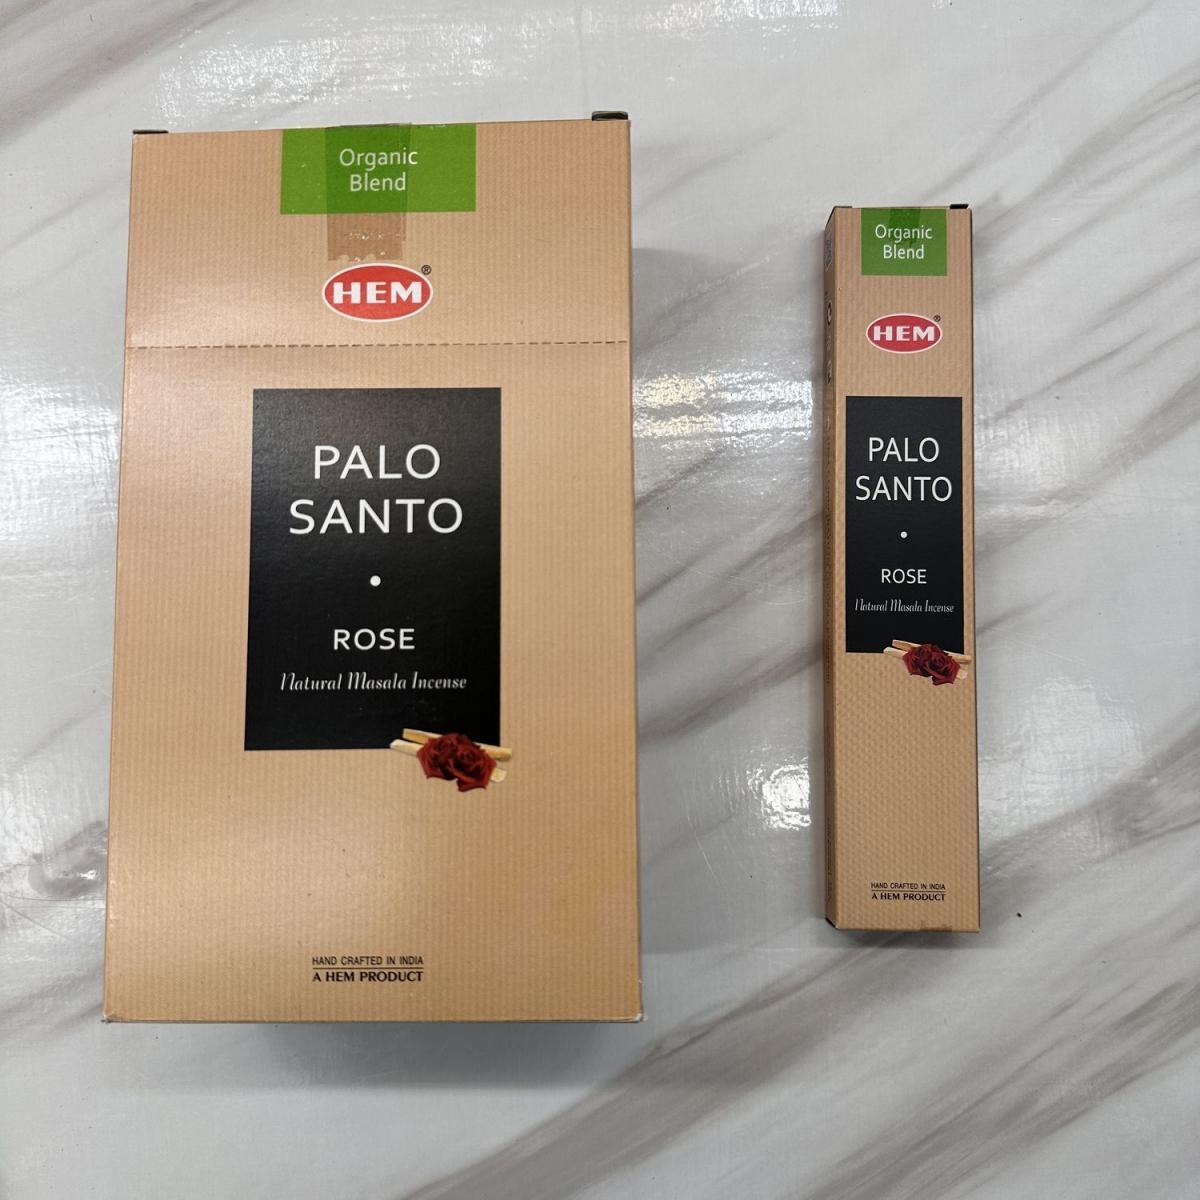 Organic
Blend
HEM®
PALO
SANTO
ROSE
Natural Masala Incense
HAND CRAFTED IN INDIA
A HEM PRODUCT
Organic
Blend
HEM®
PALO
SANTO
ROSE
Natural Masala Incense
HAND CRAFTED IN INDIA
A HEM PRODUCT